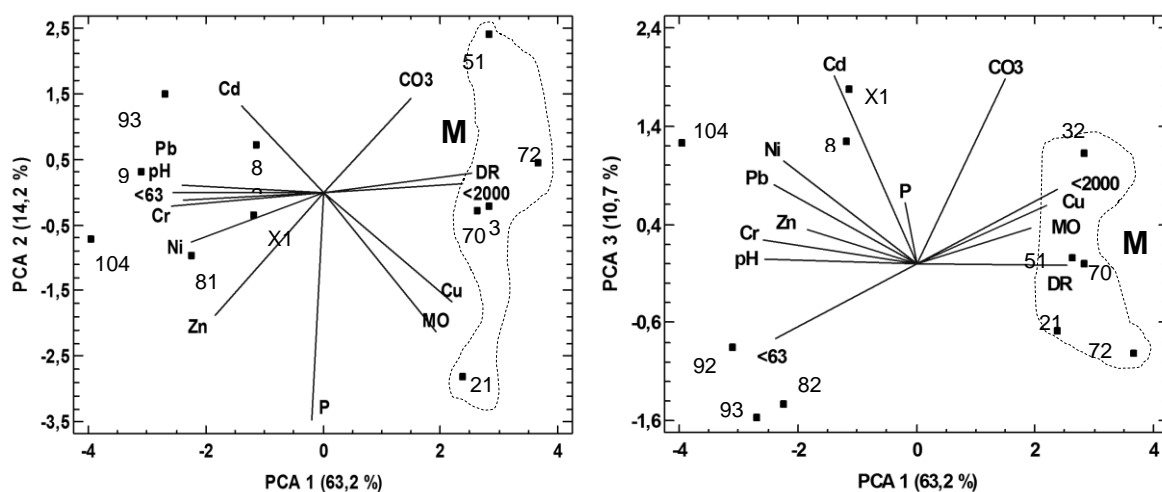 2,5
1,5
0,5
-0,5
-1,5
-2,5
-3,5
PCA 2 (14,2 %)
51
Cd
CO3
93
M
Pb
8
72
9
pH
DR
<63
<2000
Cr
Ni
X1
70
3
104
81
Cu
Zn
MO
21
P
-4
-2
0
2
4
PCA 1 (63,2 %)
2,4
1,4
0,4
-0,6
-1,6
PCA 3 (10,7 %)
Cd
CO3
X1
104
8
32
Ni
Pb
P
<2000
Cu
Zn
MO
Cr
M
pH
51
70
DR
21
<63
92
72
82
93
-4
-2
0
2
4
PCA 1 (63,2 %)